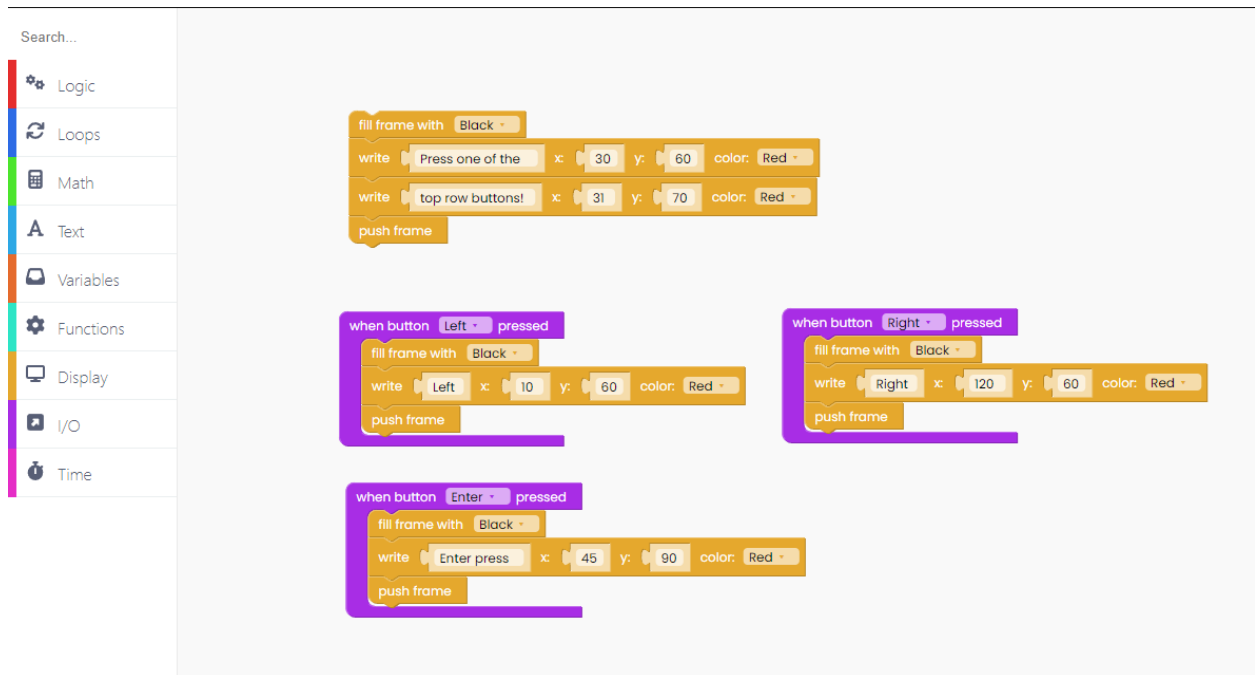 Search...
Logic
Loops
Math
Text
Variables
Functions
Display
I/O
Time
fill frame with Black
write Press one of the x: 30 y: 60 color: Red
write top row buttons! x: 31 y: 70 color: Red
push frame
when button Left pressed
fill frame with Black
write Left x: 10 y: 60 color: Red
push frame
when button Right pressed
fill frame with Black
write Right x: 120 y: 60 color: Red
push frame
when button Enter pressed
fill frame with Black
write Enter press x: 45 y: 90 color: Red
push frame